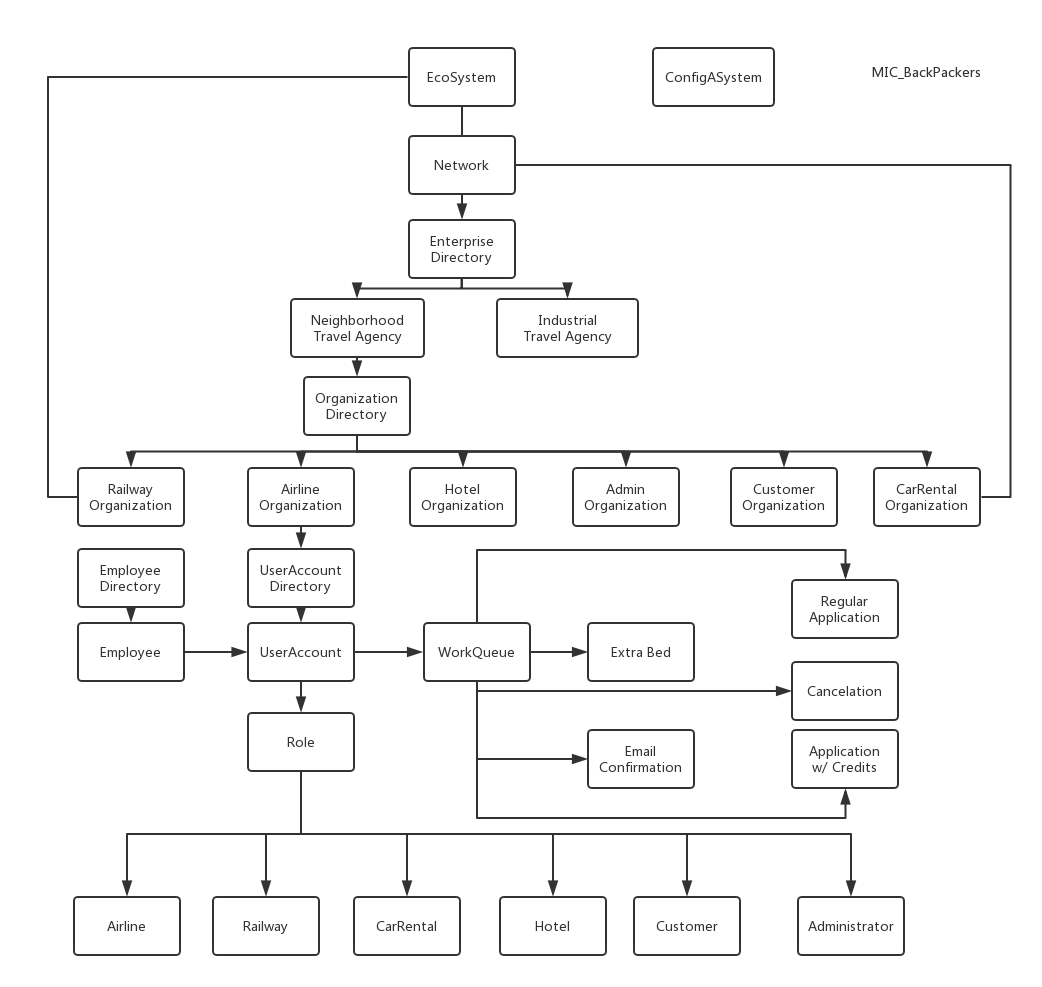 EcoSystem
ConfigASystem
MIC_BackPackers
Network
Enterprise
Directory
Neighborhood
Travel Agency
Industrial
Travel Agency
Organization
Directory
Railway
Organization
Airline
Organization
Hotel
Organization
Admin
Organization
Customer
Organization
CarRental
Organization
Employee
Directory
UserAccount
Directory
Regular
Application
Employee
UserAccount
WorkQueue
Extra Bed
Cancelation
Role
Email
Confirmation
Application
w/ Credits
Airline
Railway
CarRental
Hotel
Customer
Administrator